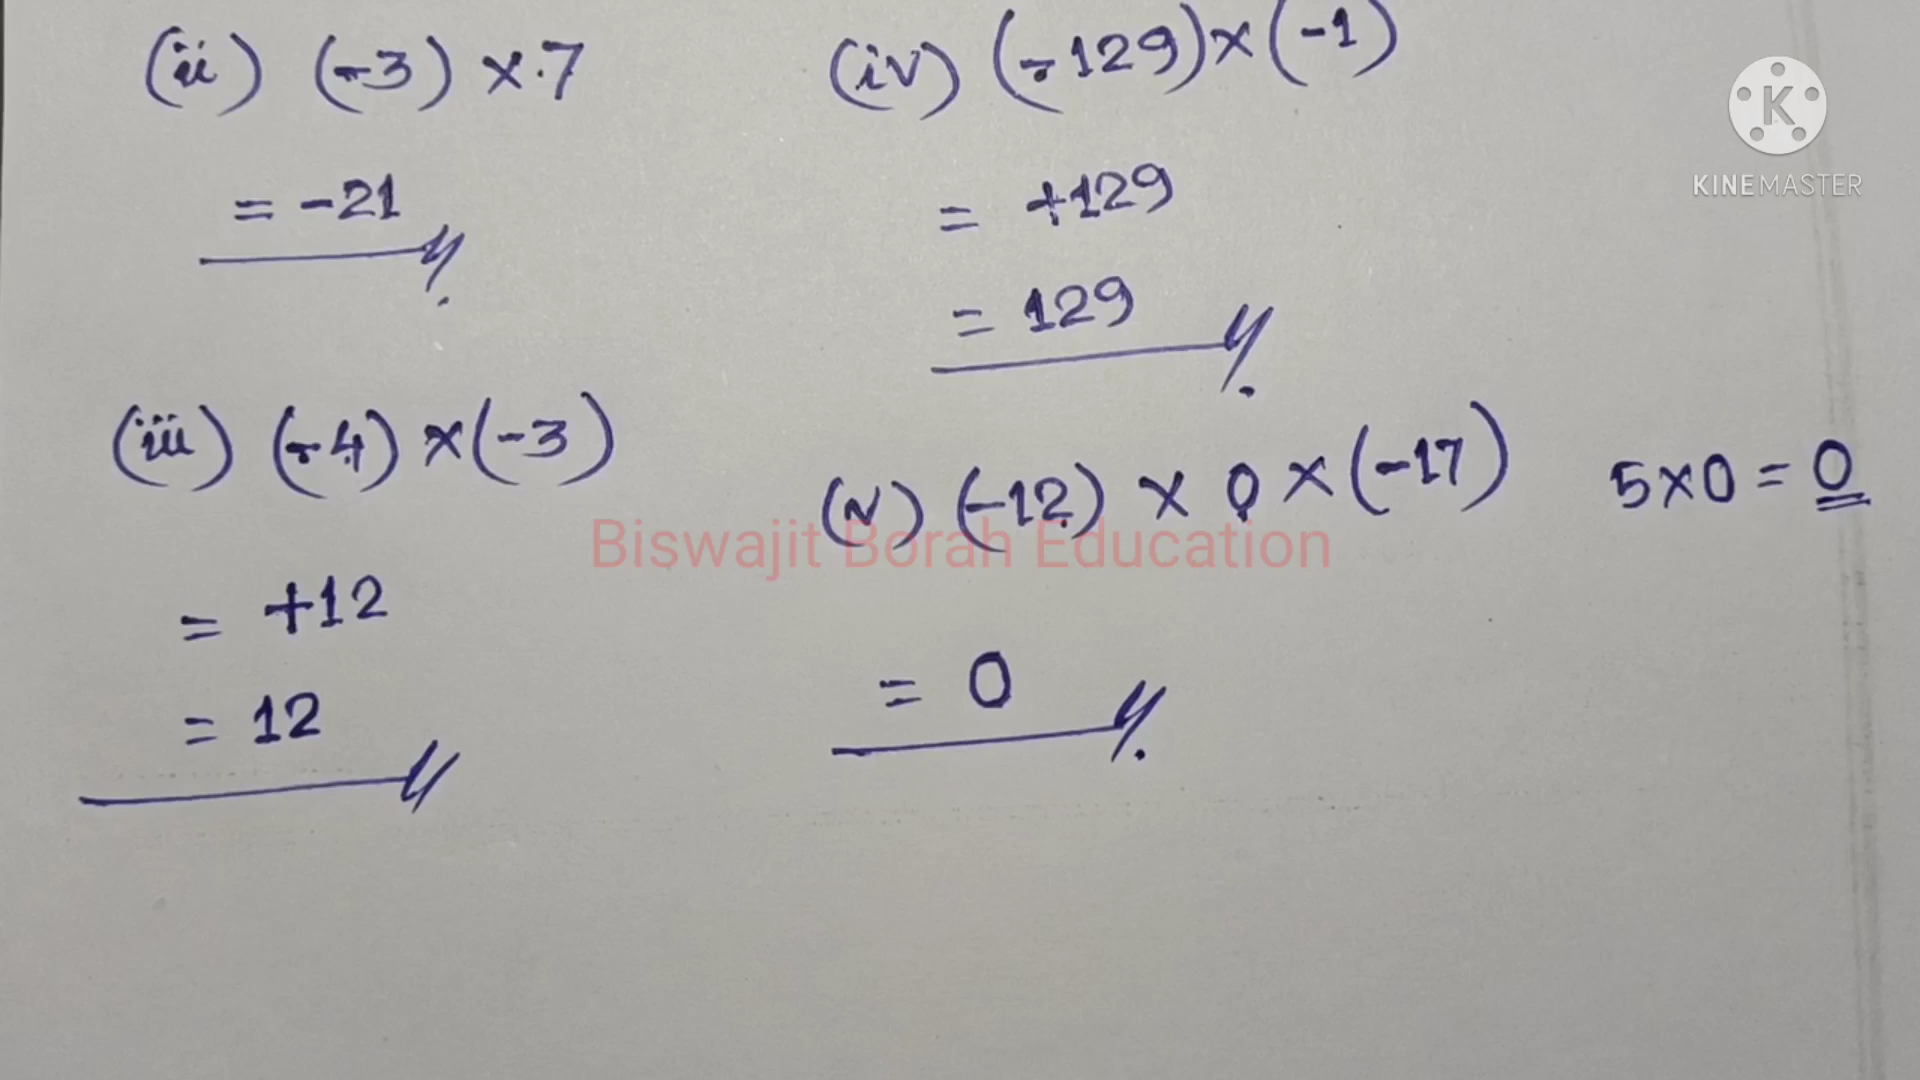 (ii) (-3) × 7
= -21
(iii) (-4) × (-3)
= +12
= 12
(iv) (-129) × (-1)
= +129
= 129
(v) (-12) × 0 × (-17)
= 0
5×0 = 0
Biswajit Borah Education
K
KINEMASTER